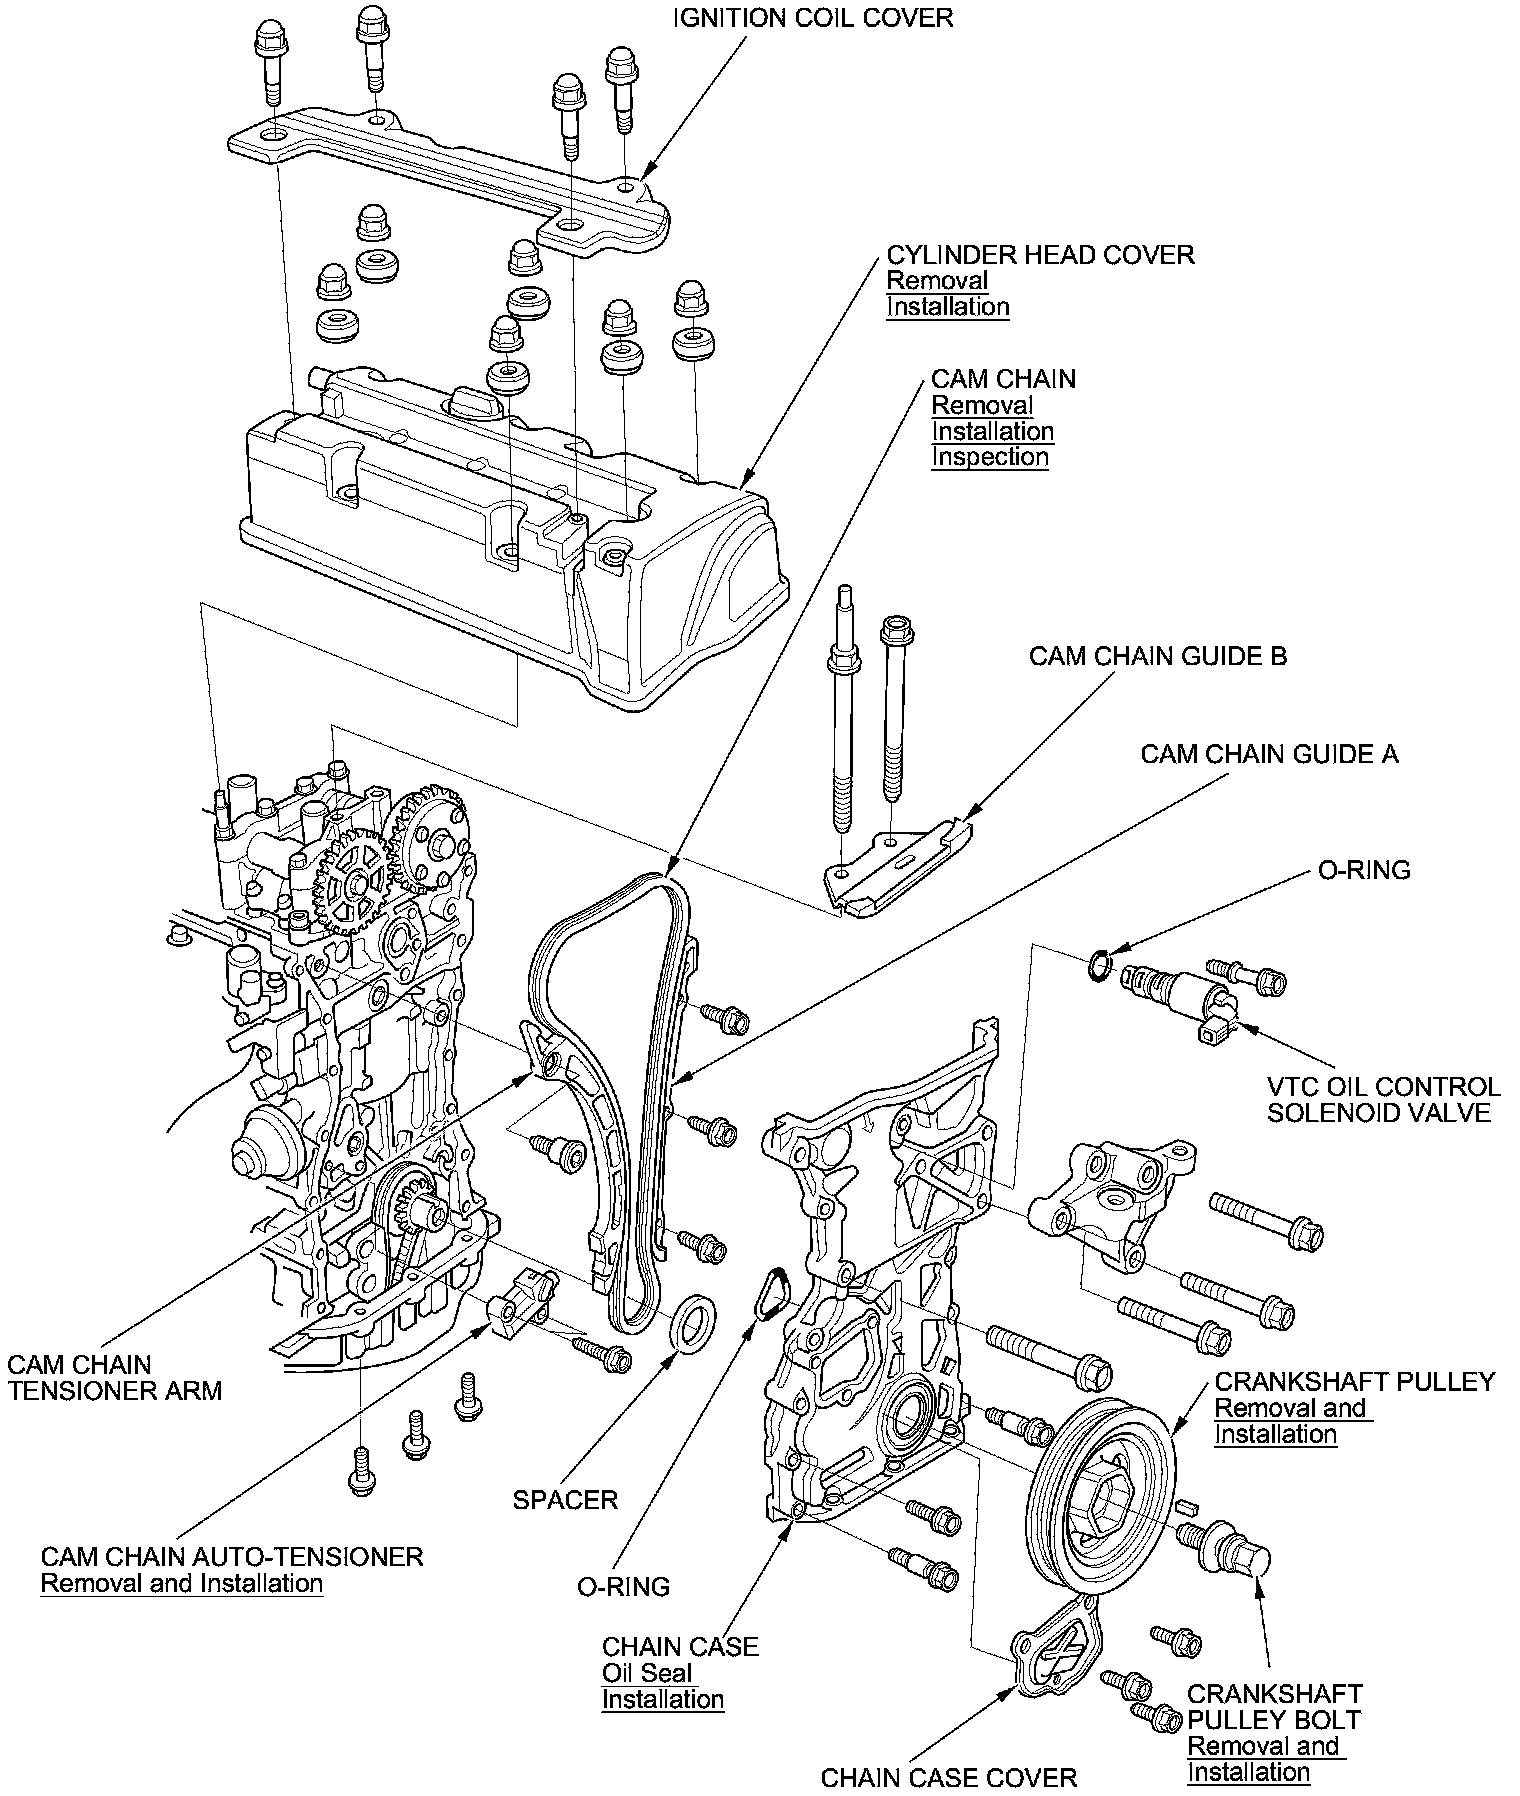 IGNITION COIL COVER
CYLINDER HEAD COVER
Removal
Installation
CAM CHAIN
Removal
Installation
Inspection
CAM CHAIN GUIDE B
CAM CHAIN GUIDE A
O-RING
VTC OIL CONTROL
SOLENOID VALVE
CAM CHAIN
TENSIONER ARM
CRANKSHAFT PULLEY
Removal and
Installation
SPACER
CAM CHAIN AUTO-TENSIONER
Removal and Installation
O-RING
CHAIN CASE
Oil Seal
Installation
CRANKSHAFT
PULLEY BOLT
Removal and
Installation
CHAIN CASE COVER